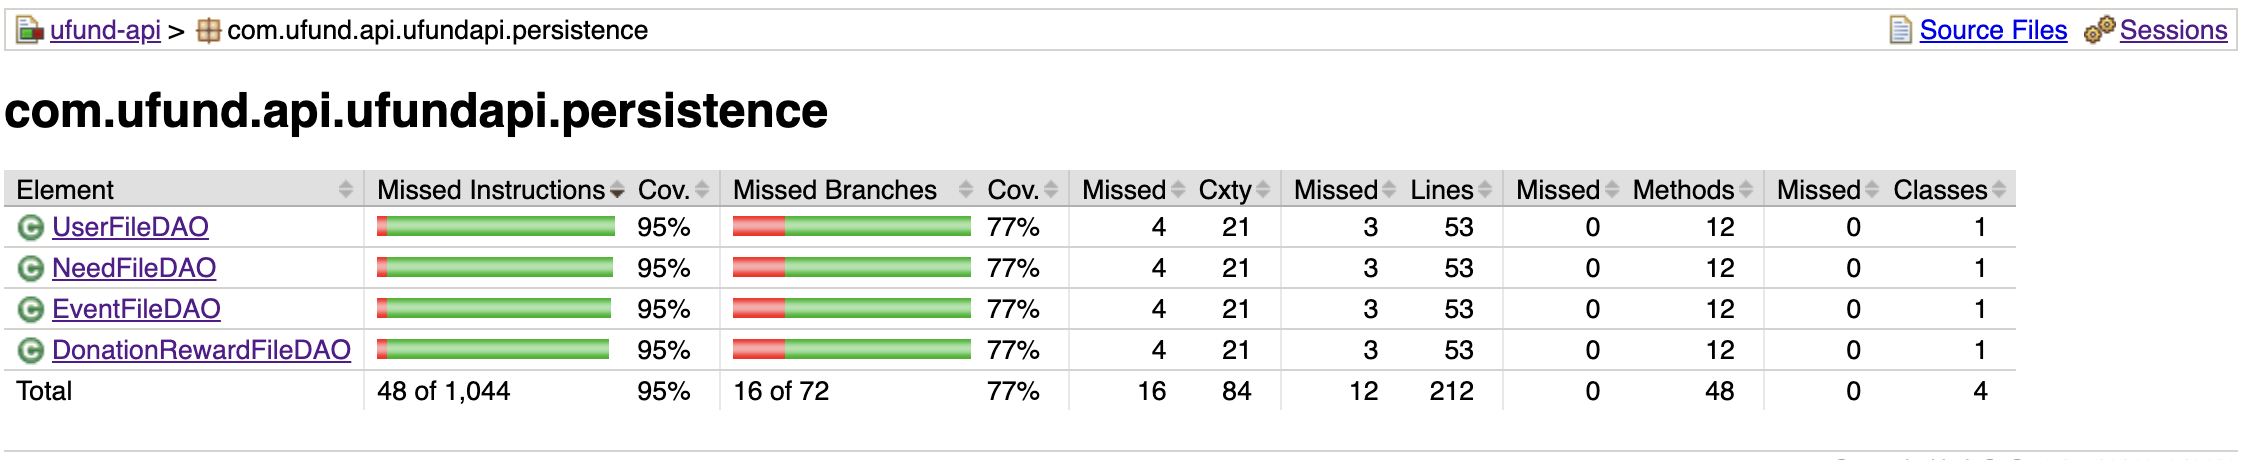 ufund-api > com.ufund.api.ufundapi.persistence Source Files Sessions
com.ufund.api.ufundapi.persistence
Element Missed Instructions Cov. Missed Branches Cov. Missed Cxty Missed Lines Missed Methods Missed Classes
UserFileDAO 95% 77% 4 21 3 53 0 12 0 1
NeedFileDAO 95% 77% 4 21 3 53 0 12 0 1
EventFileDAO 95% 77% 4 21 3 53 0 12 0 1
DonationRewardFileDAO 95% 77% 4 21 3 53 0 12 0 1
Total 48 of 1,044 95% 16 of 72 77% 16 84 12 212 0 48 0 4